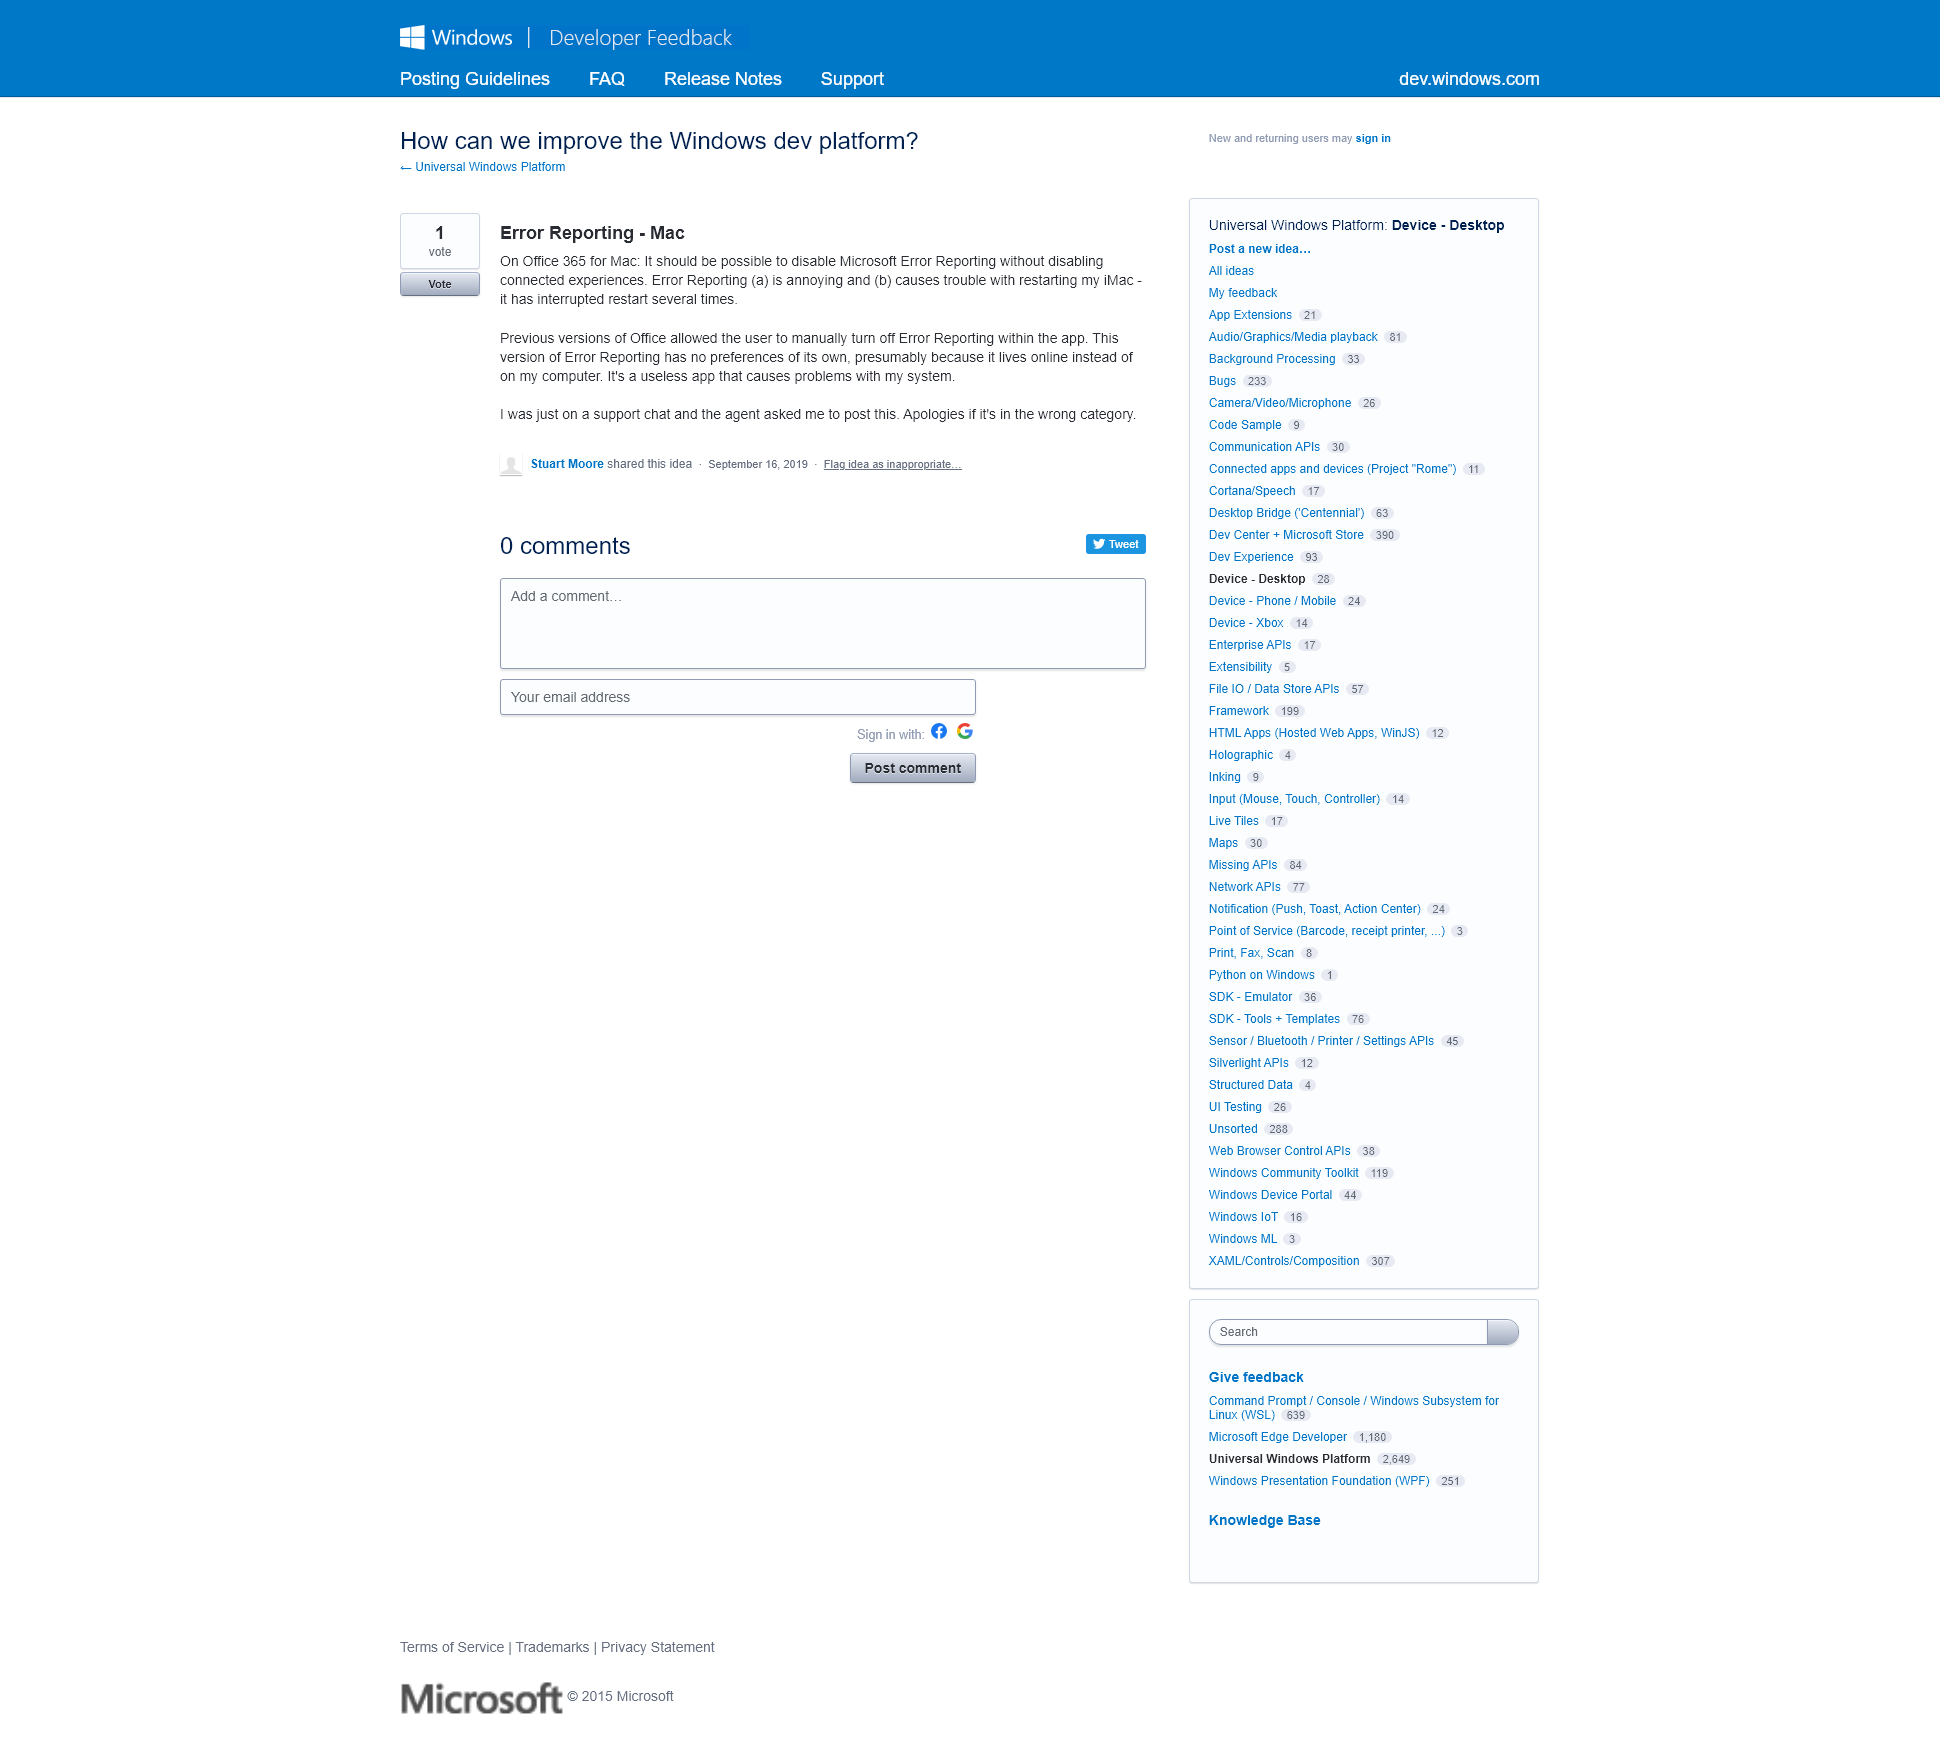 Windows | Developer Feedback
Posting Guidelines FAQ Release Notes Support dev.windows.com
How can we improve the Windows dev platform?
← Universal Windows Platform
New and returning users may sign in
1
vote
Vote
Error Reporting - Mac
On Office 365 for Mac: It should be possible to disable Microsoft Error Reporting without disabling
connected experiences. Error Reporting (a) is annoying and (b) causes trouble with restarting my iMac -
it has interrupted restart several times.
Previous versions of Office allowed the user to manually turn off Error Reporting within the app. This
version of Error Reporting has no preferences of its own, presumably because it lives online instead of
on my computer. It's a useless app that causes problems with my system.
I was just on a support chat and the agent asked me to post this. Apologies if it's in the wrong category.
Stuart Moore shared this idea · September 16, 2019 · Flag idea as inappropriate…
0 comments
Tweet
Add a comment…
Your email address
Sign in with:
Post comment
Universal Windows Platform: Device - Desktop
Post a new idea…
All ideas
My feedback
App Extensions 21
Audio/Graphics/Media playback 81
Background Processing 33
Bugs 233
Camera/Video/Microphone 26
Code Sample 9
Communication APIs 30
Connected apps and devices (Project "Rome") 11
Cortana/Speech 17
Desktop Bridge ('Centennial') 63
Dev Center + Microsoft Store 390
Dev Experience 93
Device - Desktop 28
Device - Phone / Mobile 24
Device - Xbox 14
Enterprise APIs 17
Extensibility 5
File IO / Data Store APIs 57
Framework 199
HTML Apps (Hosted Web Apps, WinJS) 12
Holographic 4
Inking 9
Input (Mouse, Touch, Controller) 14
Live Tiles 17
Maps 30
Missing APIs 84
Network APIs 77
Notification (Push, Toast, Action Center) 24
Point of Service (Barcode, receipt printer, ...) 3
Print, Fax, Scan 8
Python on Windows 1
SDK - Emulator 36
SDK - Tools + Templates 76
Sensor / Bluetooth / Printer / Settings APIs 45
Silverlight APIs 12
Structured Data 4
UI Testing 26
Unsorted 288
Web Browser Control APIs 38
Windows Community Toolkit 119
Windows Device Portal 44
Windows IoT 16
Windows ML 3
XAML/Controls/Composition 307
Search
Give feedback
Command Prompt / Console / Windows Subsystem for
Linux (WSL) 639
Microsoft Edge Developer 1,180
Universal Windows Platform 2,649
Windows Presentation Foundation (WPF) 251
Knowledge Base
Terms of Service | Trademarks | Privacy Statement
Microsoft © 2015 Microsoft